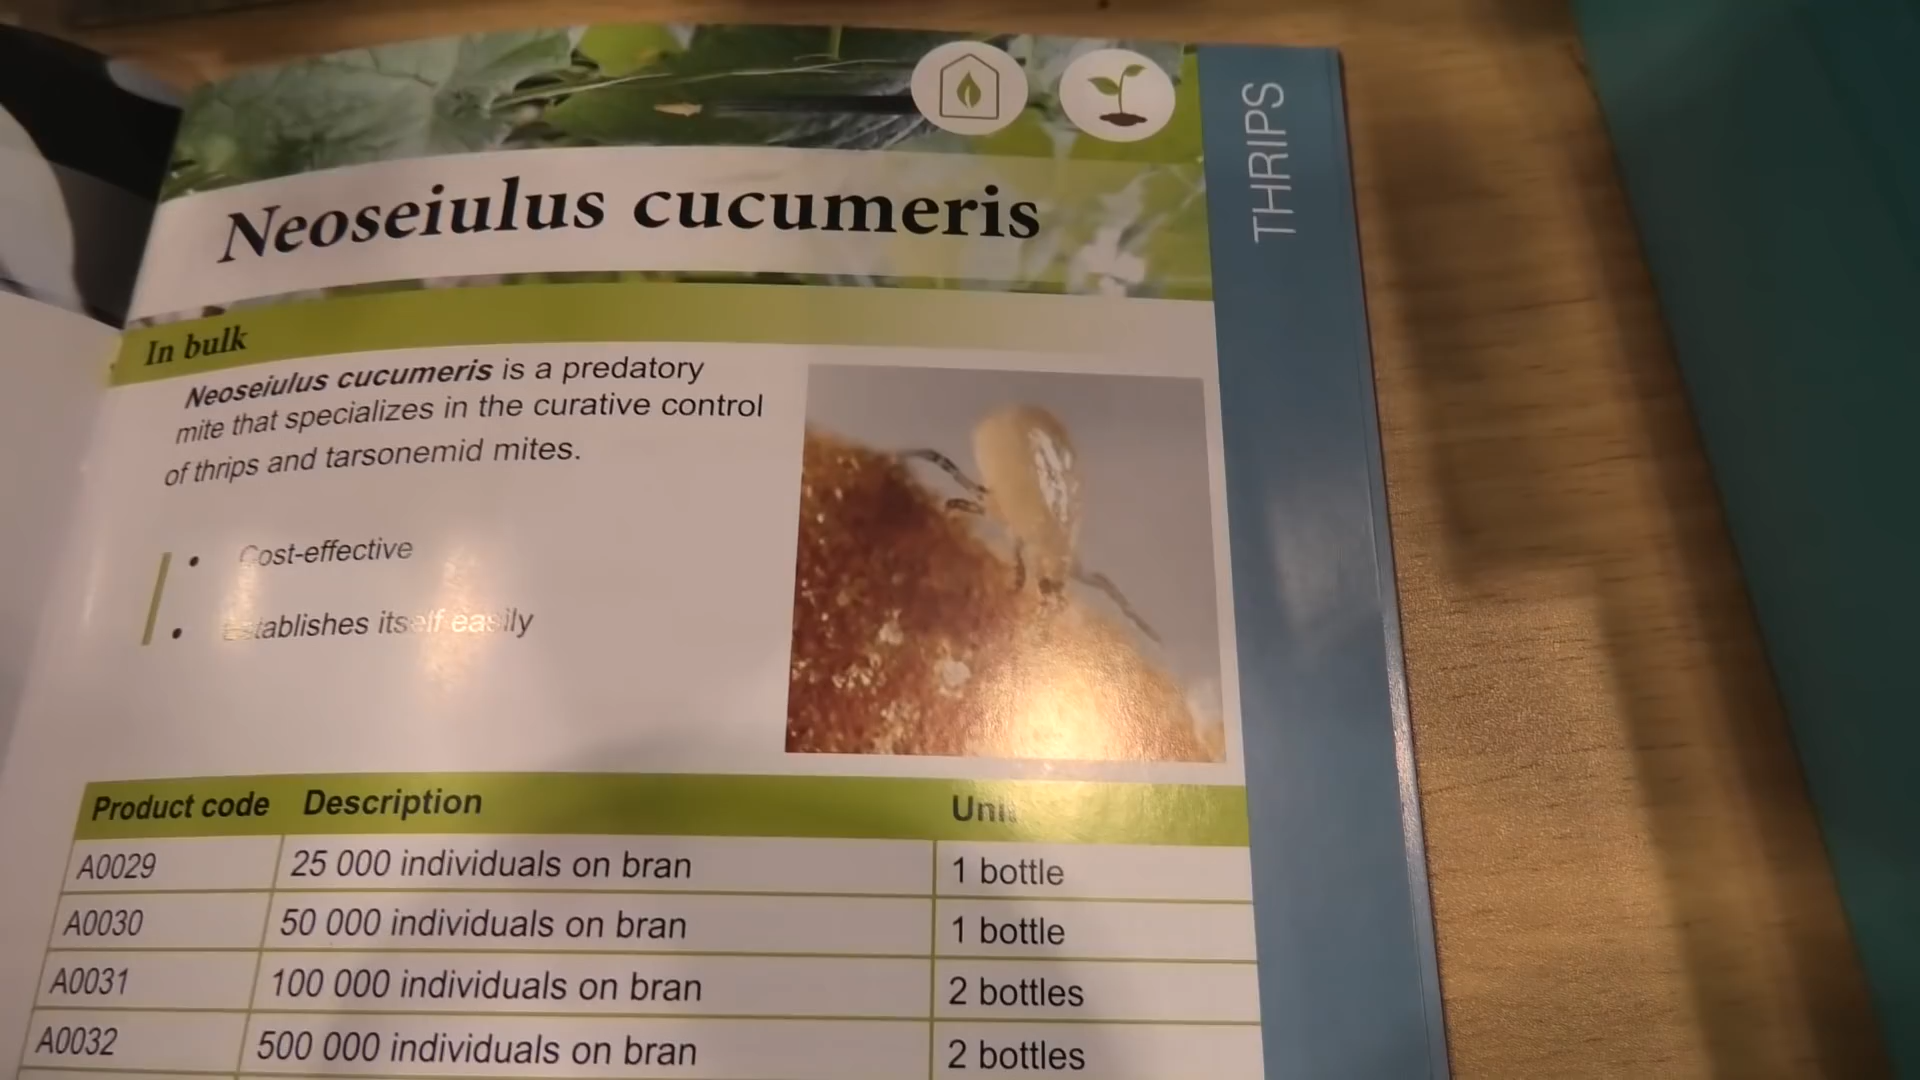 THRIPS
Neoseiulus cucumeris
In bulk
Neoseiulus cucumeris is a predatory
mite that specializes in the curative control
of thrips and tarsonemid mites.
• Cost-effective
• Establishes itself easily
Product code Description Unit
A0029 25 000 individuals on bran 1 bottle
A0030 50 000 individuals on bran 1 bottle
A0031 100 000 individuals on bran 2 bottles
A0032 500 000 individuals on bran 2 bottles